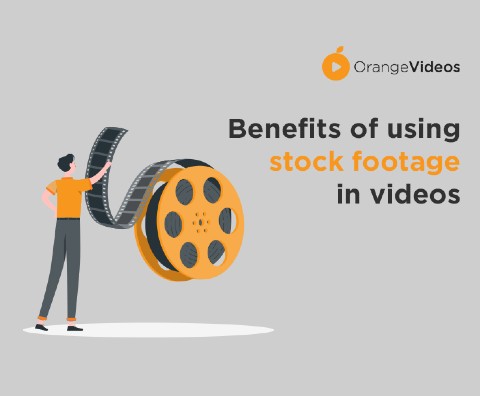 OrangeVideos
Benefits of using
stock footage
in videos